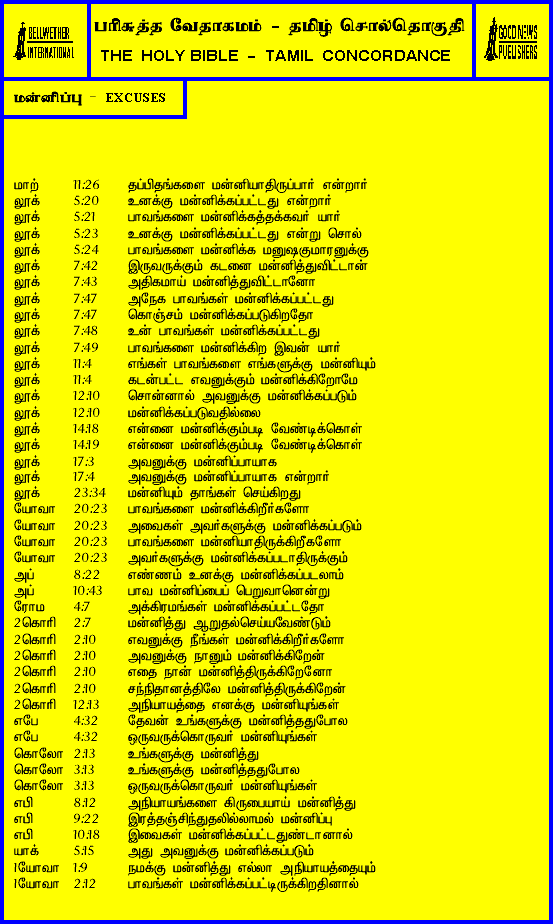 BELLWETHER
INTERNATIONAL
பரிசுத்த வேதாகமம் - தமிழ் சொல்தொகுதி
THE HOLY BIBLE - TAMIL CONCORDANCE
GOOD NEWS
PUBLISHERS
மன்னிப்பு - EXCUSES
மாற் 11:26 தப்பிதங்களை மன்னியாதிருப்பார் என்றார்
லூக் 5:20 உனக்கு மன்னிக்கப்பட்டது என்றார்
லூக் 5:21 பாவங்களை மன்னிக்கத்தக்கவர் யார்
லூக் 5:23 உனக்கு மன்னிக்கப்பட்டது என்று சொல்
லூக் 5:24 பாவங்களை மன்னிக்க மனுஷகுமாரனுக்கு
லூக் 7:42 இருவருக்கும் கடனை மன்னித்துவிட்டான்
லூக் 7:43 அதிகமாய் மன்னித்துவிட்டானோ
லூக் 7:47 அநேக பாவங்கள் மன்னிக்கப்பட்டது
லூக் 7:47 கொஞ்சம் மன்னிக்கப்படுகிறதோ
லூக் 7:48 உன் பாவங்கள் மன்னிக்கப்பட்டது
லூக் 7:49 பாவங்களை மன்னிக்கிற இவன் யார்
லூக் 11:4 எங்கள் பாவங்களை எங்களுக்கு மன்னியும்
லூக் 11:4 கடன்பட்ட எவனுக்கும் மன்னிக்கிறோமே
லூக் 12:10 சொன்னால் அவனுக்கு மன்னிக்கப்படும்
லூக் 12:10 மன்னிக்கப்படுவதில்லை
லூக் 14:18 என்னை மன்னிக்கும்படி வேண்டிக்கொள்
லூக் 14:19 என்னை மன்னிக்கும்படி வேண்டிக்கொள்
லூக் 17:3 அவனுக்கு மன்னிப்பாயாக
லூக் 17:4 அவனுக்கு மன்னிப்பாயாக என்றார்
லூக் 23:34 மன்னியும் தாங்கள் செய்கிறது
யோவா 20:23 பாவங்களை மன்னிக்கிறீர்களோ
யோவா 20:23 அவைகள் அவர்களுக்கு மன்னிக்கப்படும்
யோவா 20:23 பாவங்களை மன்னியாதிருக்கிறீகளோ
யோவா 20:23 அவர்களுக்கு மன்னிக்கப்படாதிருக்கும்
அப் 8:22 எண்ணம் உனக்கு மன்னிக்கப்படலாம்
அப் 10:43 பாவ மன்னிப்பைப் பெறுவானென்று
ரோம 4:7 அக்கிரமங்கள் மன்னிக்கப்பட்டதோ
2கொரி 2:7 மன்னித்து ஆறுதல்செய்யவேண்டும்
2கொரி 2:10 எவனுக்கு நீங்கள் மன்னிக்கிறீர்களோ
2கொரி 2:10 அவனுக்கு நானும் மன்னிக்கிறேன்
2கொரி 2:10 எதை நான் மன்னித்திருக்கிறேனோ
2கொரி 2:10 சந்நிதானத்திலே மன்னித்திருக்கிறேன்
2கொரி 12:13 அநியாயத்தை எனக்கு மன்னியுங்கள்
எபே 4:32 தேவன் உங்களுக்கு மன்னித்ததுபோல
எபே 4:32 ஒருவருக்கொருவர் மன்னியுங்கள்
கொலோ 2:13 உங்களுக்கு மன்னித்து
கொலோ 3:13 உங்களுக்கு மன்னித்ததுபோல
கொலோ 3:13 ஒருவருக்கொருவர் மன்னியுங்கள்
எபி 8:12 அநியாயங்களை கிருபையாய் மன்னித்து
எபி 9:22 இரத்தஞ்சிந்துதலில்லாமல் மன்னிப்பு
எபி 10:18 இவைகள் மன்னிக்கப்பட்டதுண்டானால்
யாக் 5:15 அது அவனுக்கு மன்னிக்கப்படும்
1யோவா 1:9 நமக்கு மன்னித்து எல்லா அநியாயத்தையும்
1யோவா 2:12 பாவங்கள் மன்னிக்கப்பட்டிருக்கிறதினால்